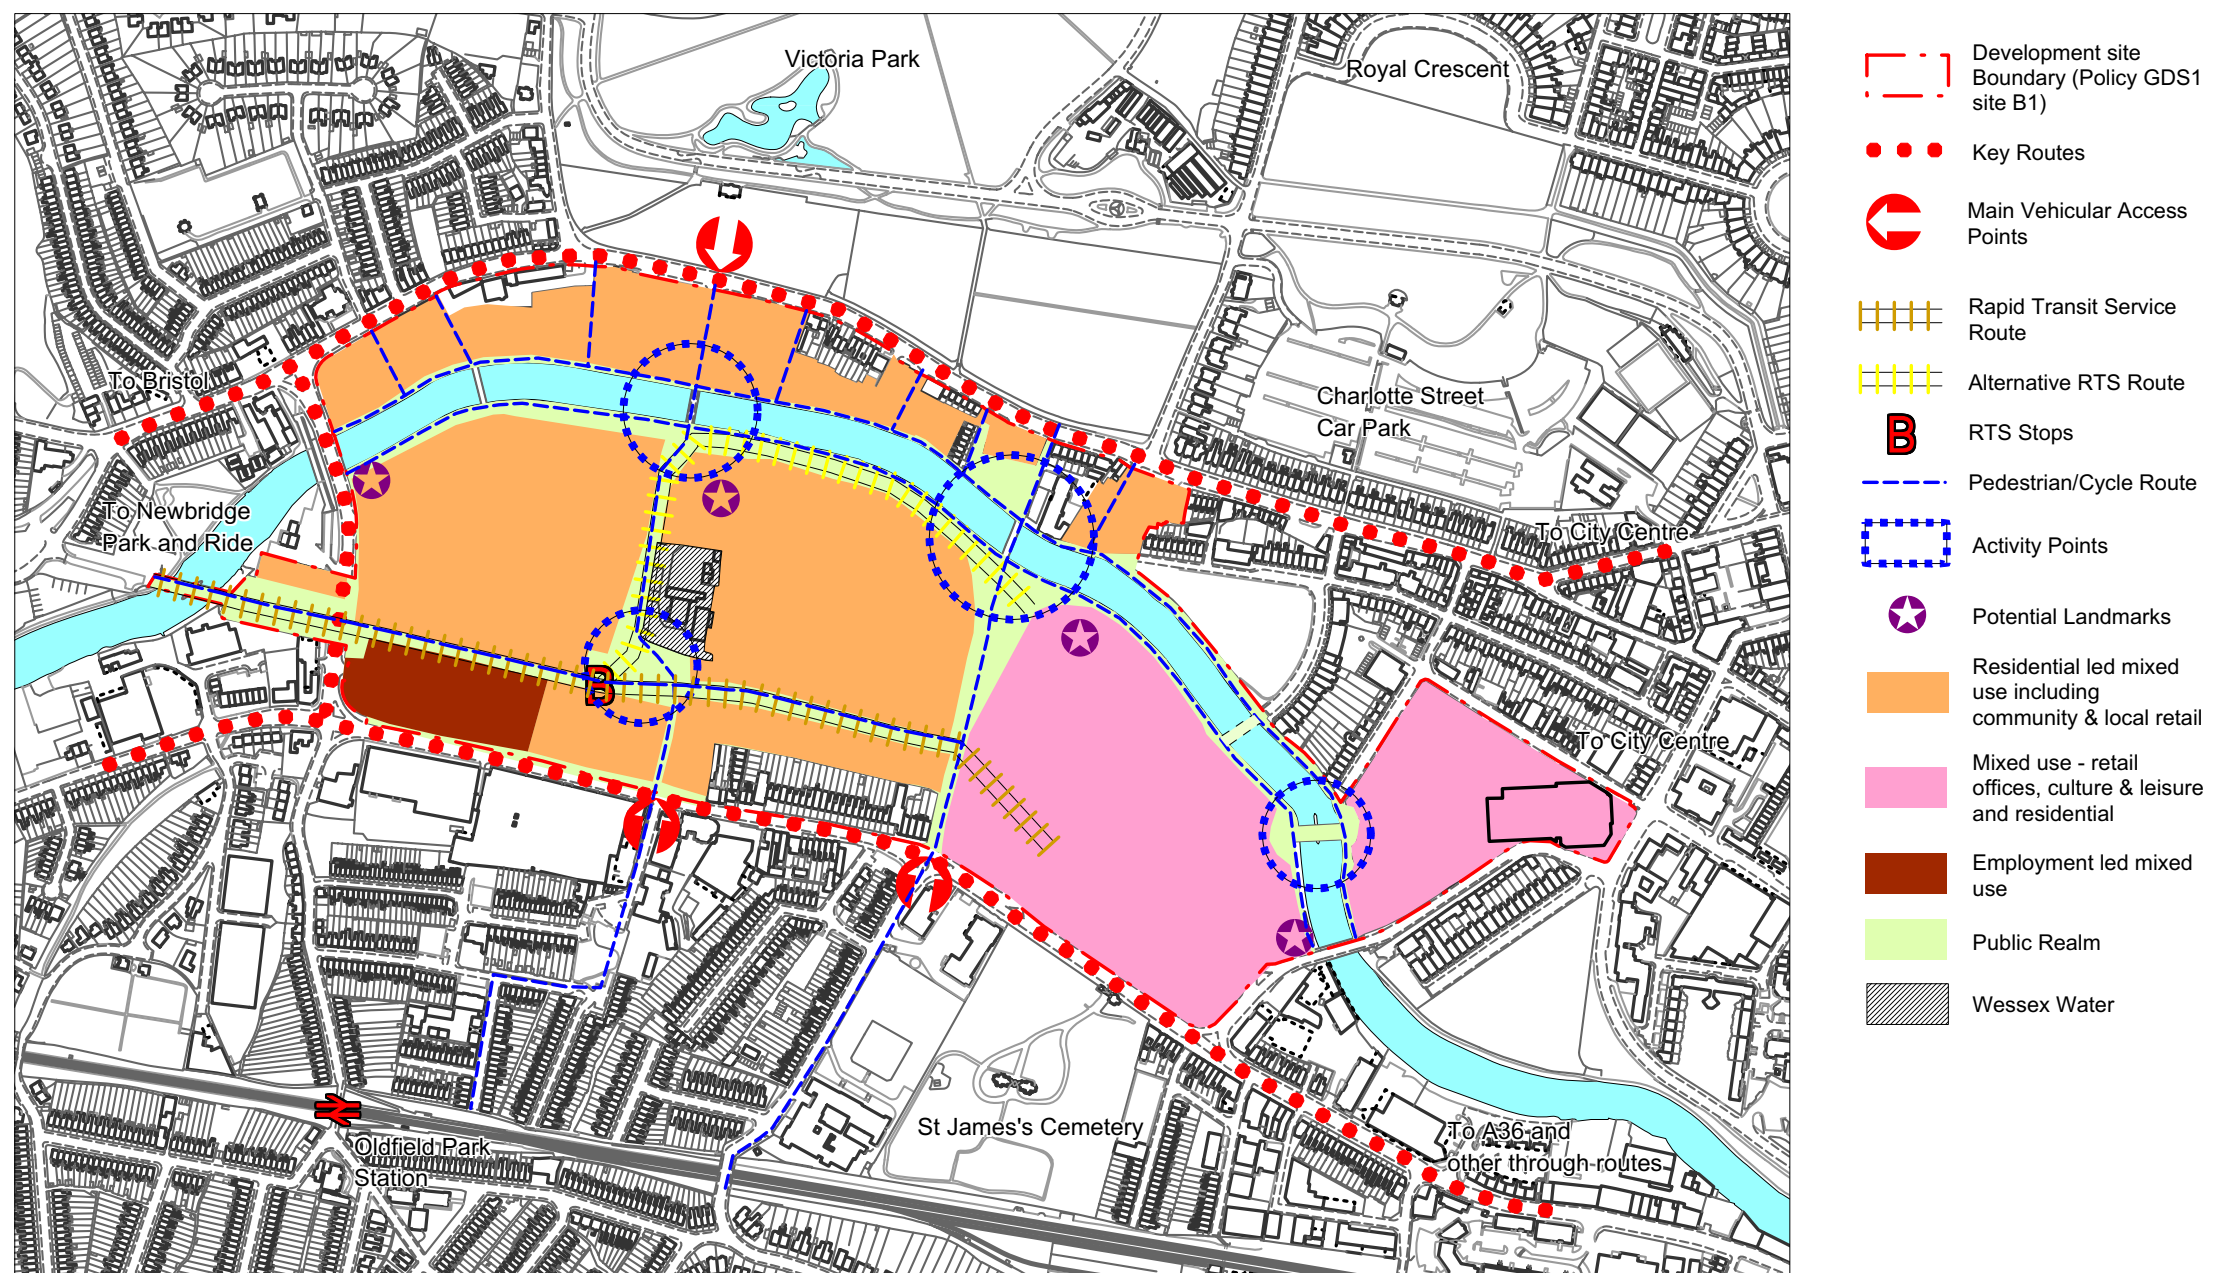 Victoria Park
Royal Crescent
To Bristol
Charlotte Street
Car Park
To Newbridge
Park and Ride
To City Centre
B
To City Centre
St James's Cemetery
Oldfield Park
Station
To A36 and
other through routes
Development site
Boundary (Policy GDS1
site B1)
Key Routes
Main Vehicular Access
Points
Rapid Transit Service
Route
Alternative RTS Route
B
RTS Stops
Pedestrian/Cycle Route
Activity Points
Potential Landmarks
Residential led mixed
use including
community & local retail
Mixed use - retail
offices, culture & leisure
and residential
Employment led mixed
use
Public Realm
Wessex Water